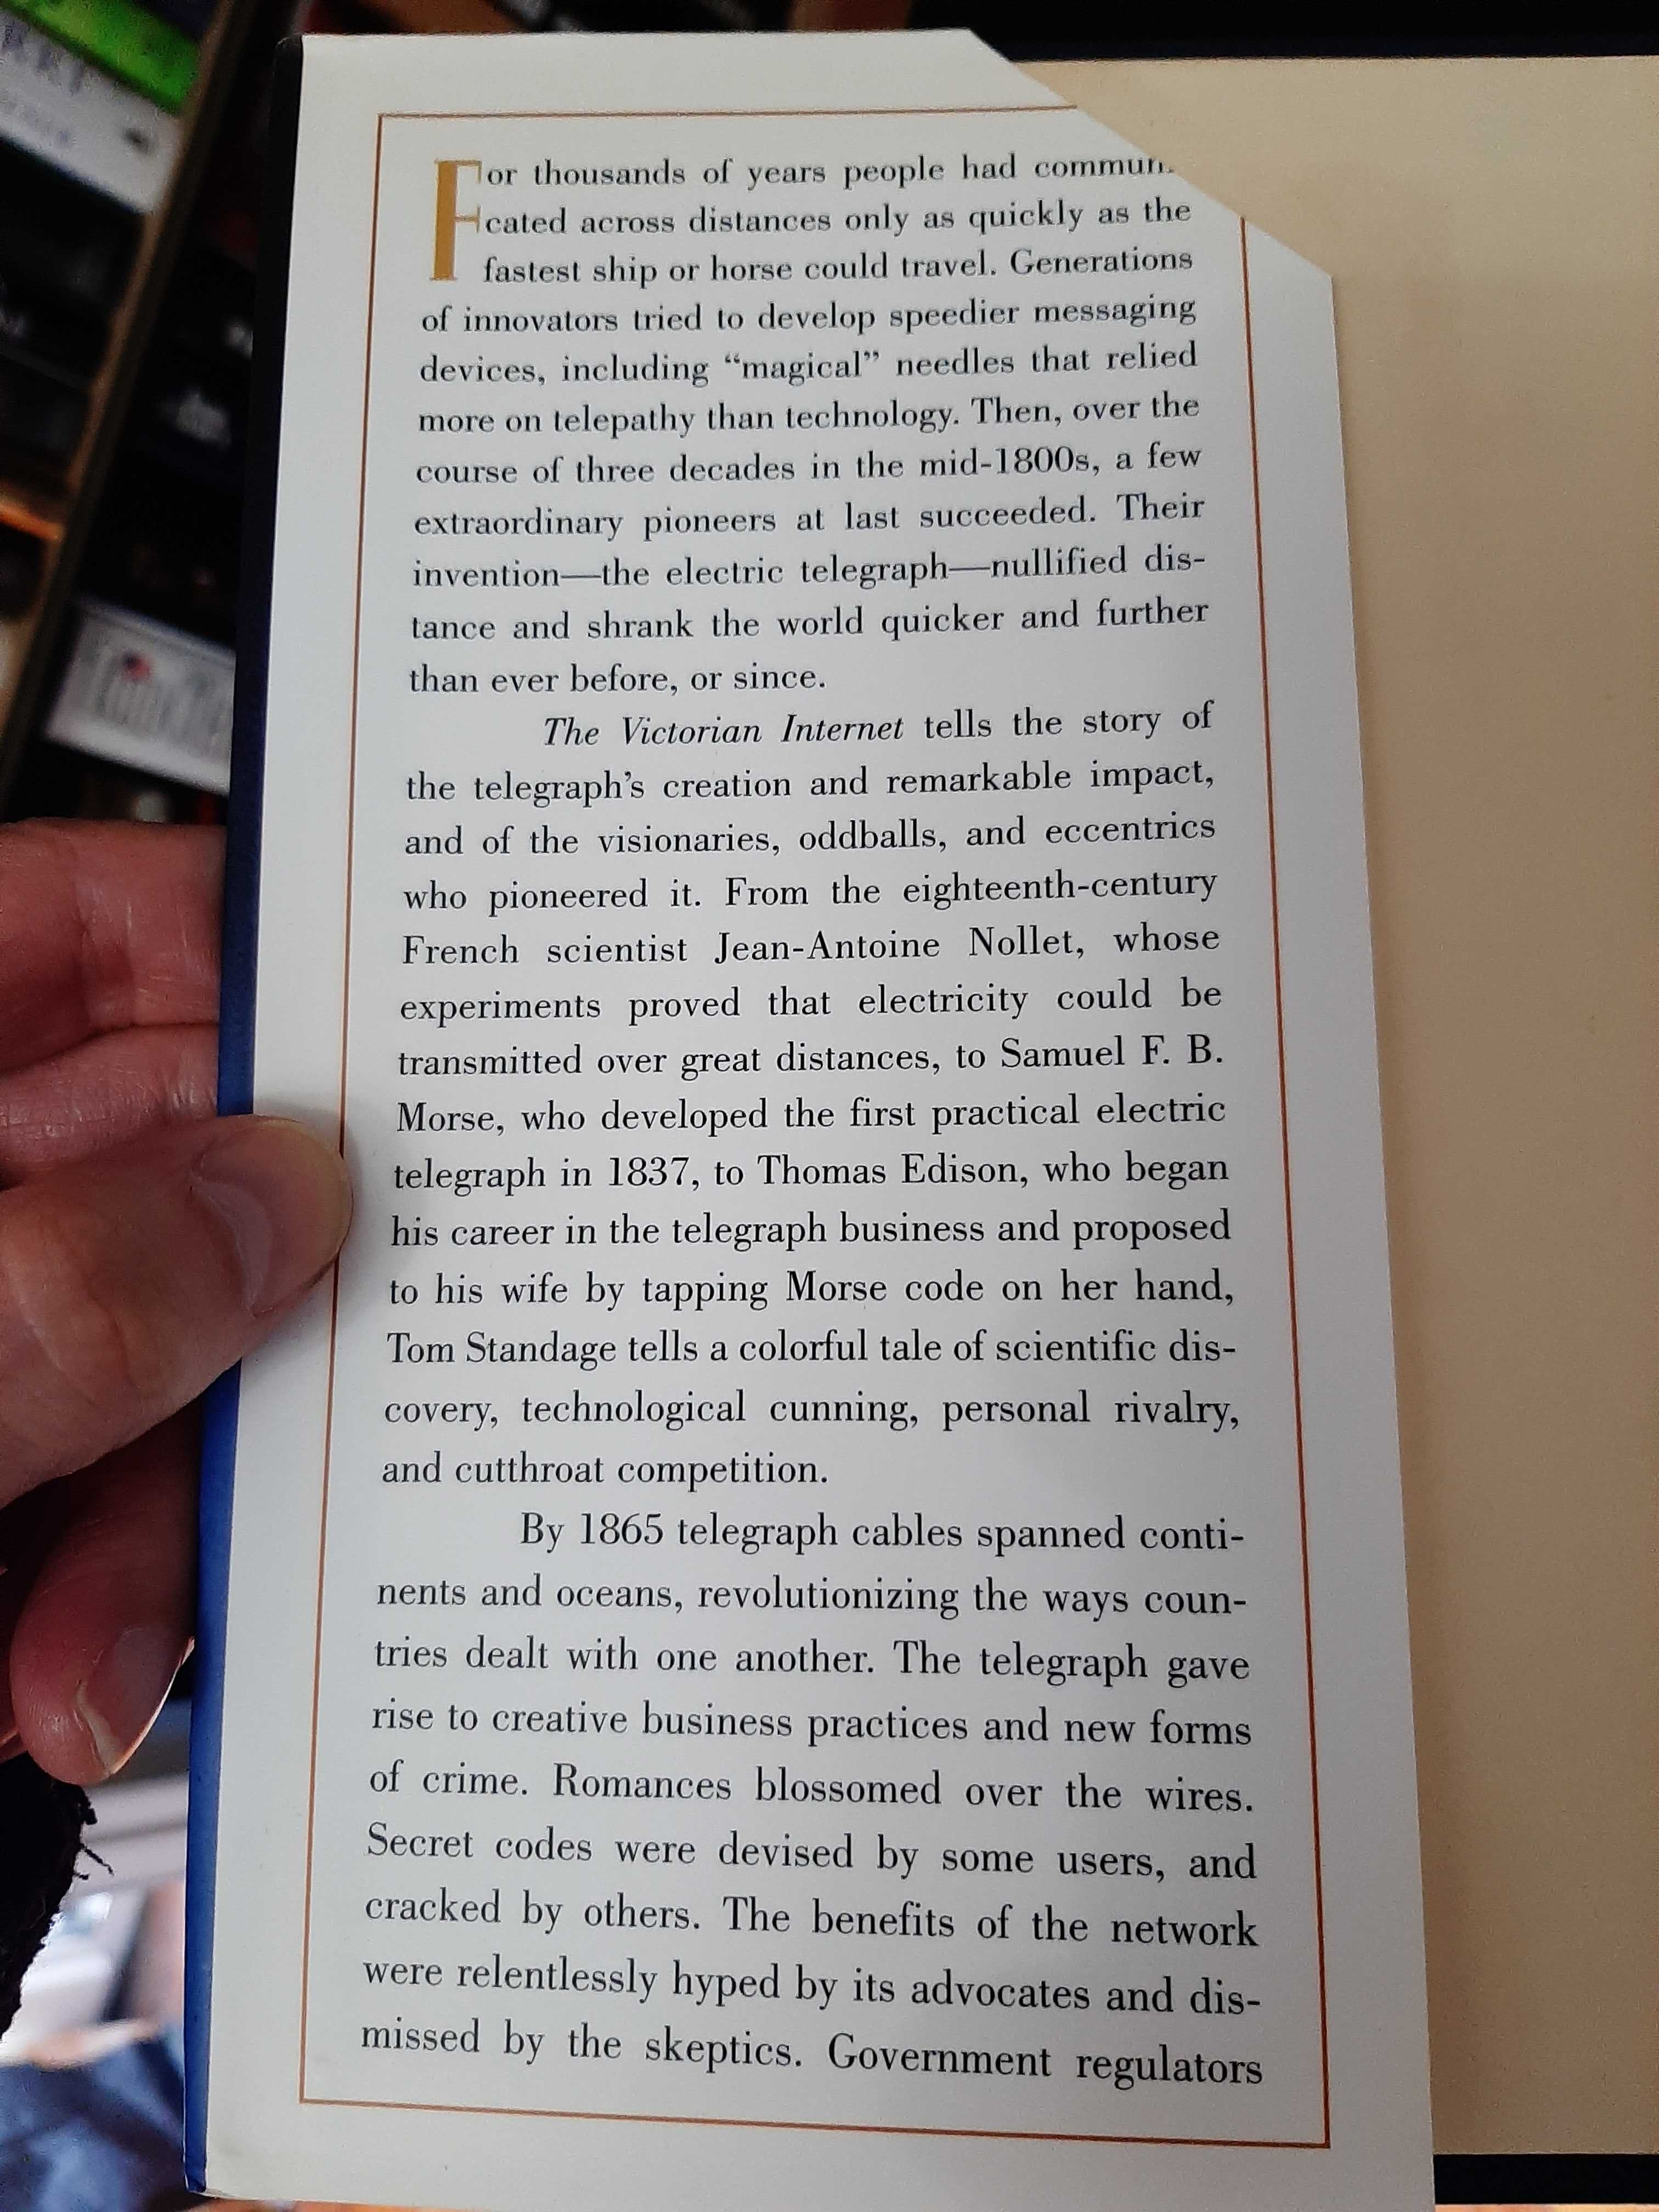 For thousands of years people had communi-
cated across distances only as quickly as the
fastest ship or horse could travel. Generations
of innovators tried to develop speedier messaging
devices, including “magical” needles that relied
more on telepathy than technology. Then, over the
course of three decades in the mid-1800s, a few
extraordinary pioneers at last succeeded. Their
invention—the electric telegraph—nullified dis-
tance and shrank the world quicker and further
than ever before, or since.
The Victorian Internet tells the story of
the telegraph’s creation and remarkable impact,
and of the visionaries, oddballs, and eccentrics
who pioneered it. From the eighteenth-century
French scientist Jean-Antoine Nollet, whose
experiments proved that electricity could be
transmitted over great distances, to Samuel F. B.
Morse, who developed the first practical electric
telegraph in 1837, to Thomas Edison, who began
his career in the telegraph business and proposed
to his wife by tapping Morse code on her hand,
Tom Standage tells a colorful tale of scientific dis-
covery, technological cunning, personal rivalry,
and cutthroat competition.
By 1865 telegraph cables spanned conti-
nents and oceans, revolutionizing the ways coun-
tries dealt with one another. The telegraph gave
rise to creative business practices and new forms
of crime. Romances blossomed over the wires.
Secret codes were devised by some users, and
cracked by others. The benefits of the network
were relentlessly hyped by its advocates and dis-
missed by the skeptics. Government regulators